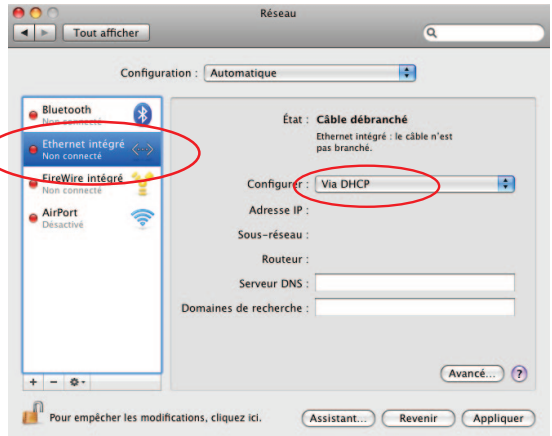 Réseau
Tout afficher
Configuration : Automatique
Bluetooth
Non connecté
Ethernet intégré
Non connecté
FireWire intégré
Non connecté
AirPort
Désactivé
État : Câble débranché
Ethernet intégré : le câble n'est
pas branché.
Configurer : Via DHCP
Adresse IP :
Sous-réseau :
Routeur :
Serveur DNS :
Domaines de recherche :
Avancé... ?
+ −
Pour empêcher les modifications, cliquez ici.
Assistant... Revenir Appliquer